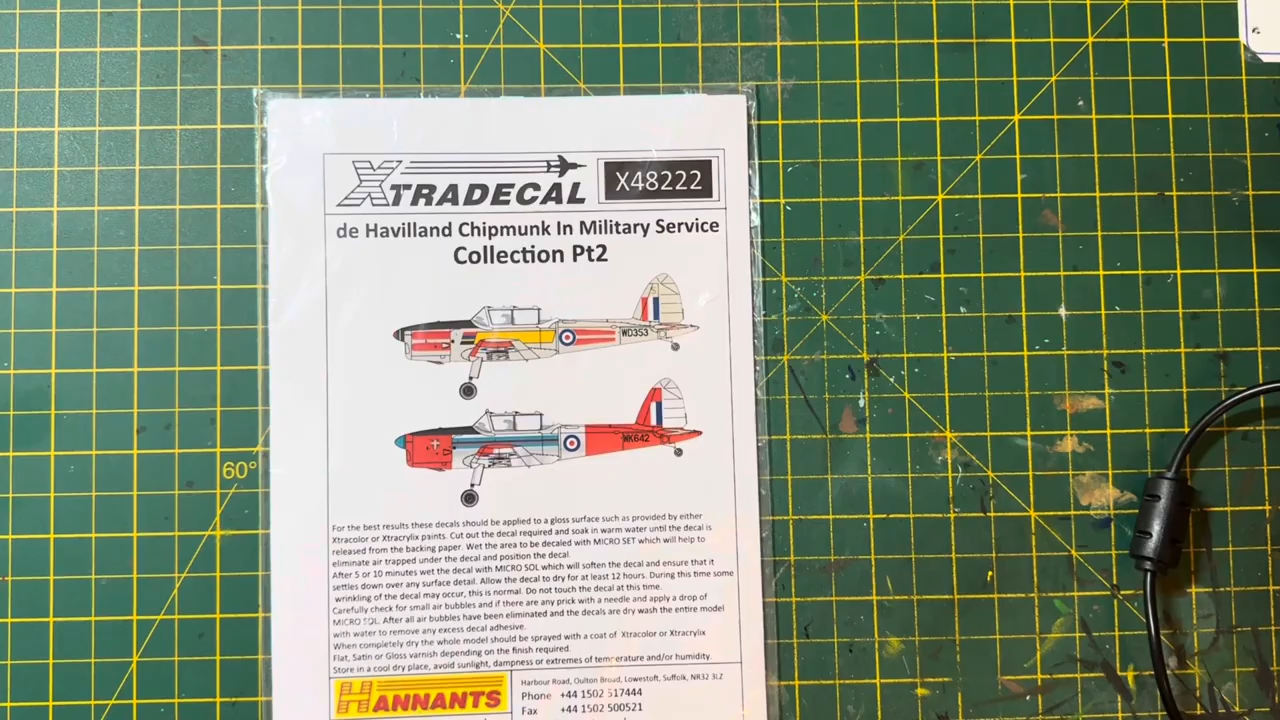 XTRADECAL
X48222
de Havilland Chipmunk In Military Service
Collection Pt2
WD353
WK642
60°
For the best results these decals should be applied to a gloss surface such as provided by either
Xtracolor or Xtracrylix paints. Cut out the decal required and soak in warm water until the decal is
released from the backing paper. Wet the area to be decaled with MICRO SET which will help to
eliminate air trapped under the decal and position the decal.
After 5 or 10 minutes wet the decal with MICRO SOL which will soften the decal and ensure that it
settles down over any surface detail. Allow the decal to dry for at least 12 hours. During this time some
wrinkling of the decal may occur, this is normal. Do not touch the decal at this time.
Carefully check for small air bubbles and if there are any prick with a needle and apply a drop of
MICRO SOL. After all air bubbles have been eliminated and the decals are dry wash the entire model
with water to remove any excess decal adhesive.
When completely dry the whole model should be sprayed with a coat of Xtracolor or Xtracrylix
Flat, Satin or Gloss varnish depending on the finish required.
Store in a cool dry place, avoid sunlight, dampness or extremes of temperature and/or humidity.
HANNANTS
Harbour Road, Oulton Broad, Lowestoft, Suffolk, NR32 3LZ
Phone +44 1502 517444
Fax +44 1502 500521